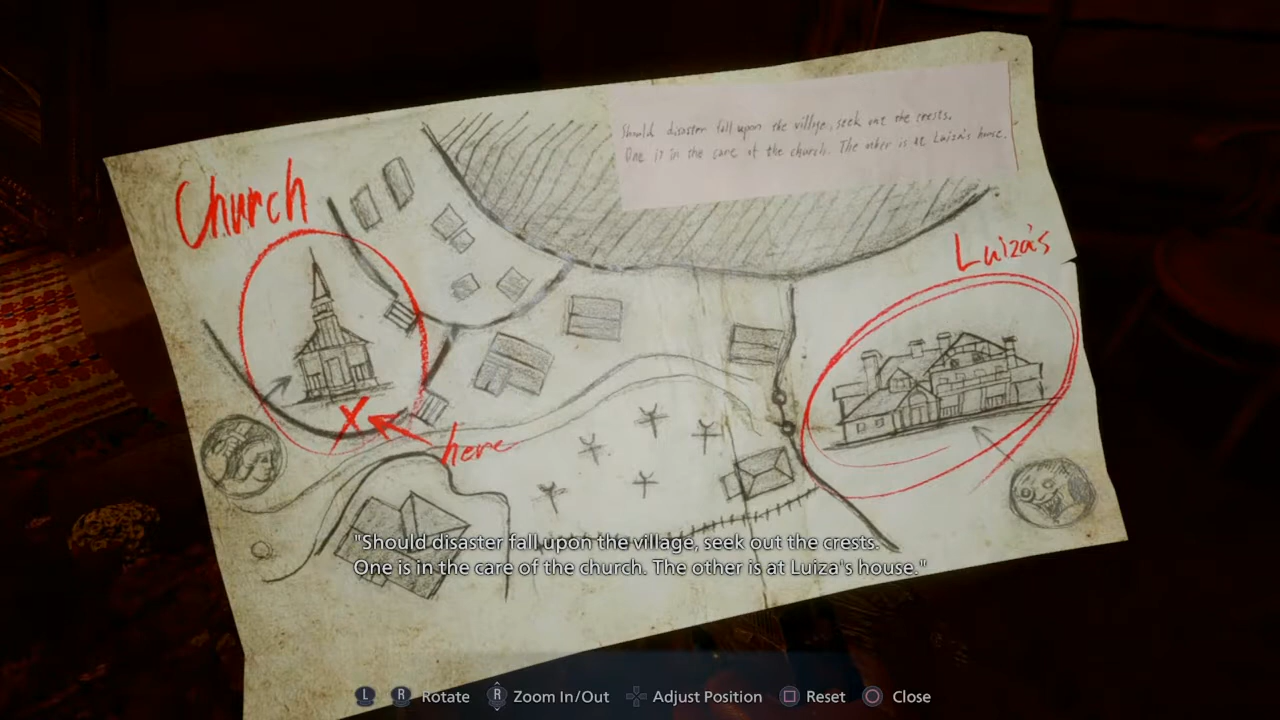 Should disaster fall upon the village, seek out the crests.
One is in the care of the church. The other is at Luiza's house.
Church
Luiza's
X
here
"Should disaster fall upon the village, seek out the crests.
One is in the care of the church. The other is at Luiza's house."
L R Rotate R Zoom In/Out Adjust Position Reset Close